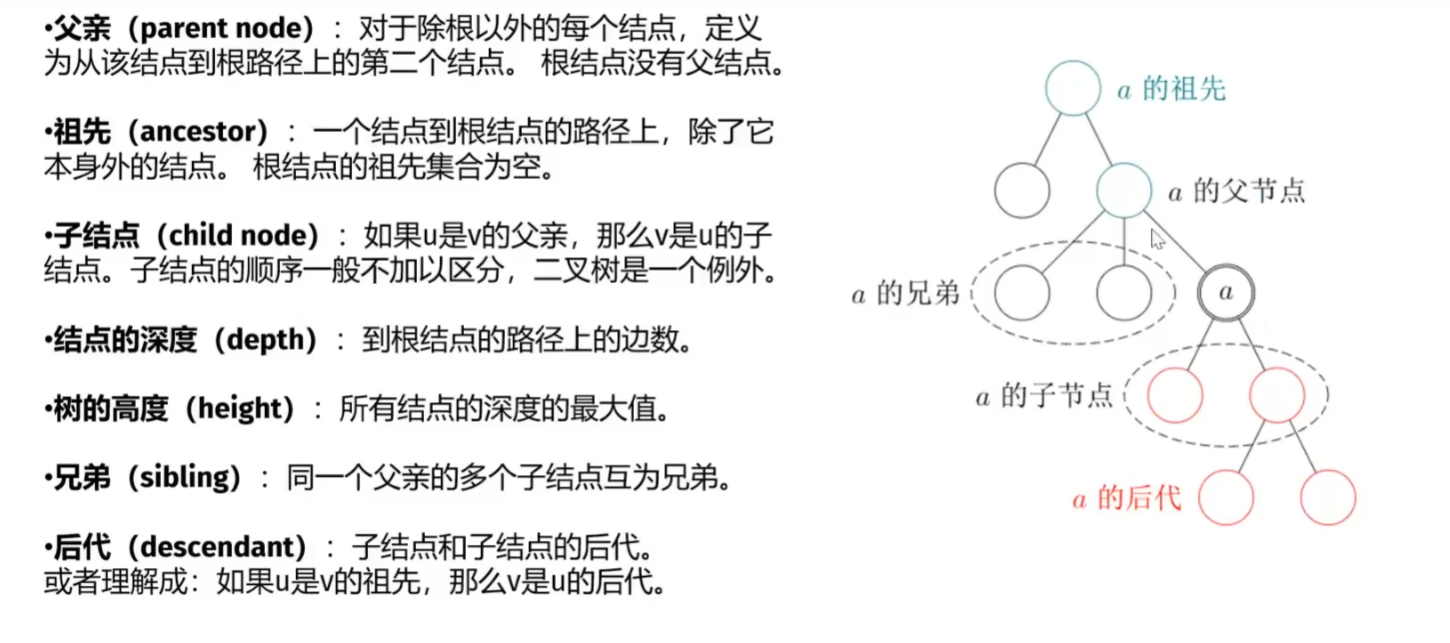 •父亲（parent node）：对于除根以外的每个结点，定义
为从该结点到根路径上的第二个结点。 根结点没有父结点。
•祖先（ancestor）：一个结点到根结点的路径上，除了它
本身外的结点。 根结点的祖先集合为空。
•子结点（child node）：如果u是v的父亲，那么v是u的子
结点。子结点的顺序一般不加以区分，二叉树是一个例外。
•结点的深度（depth）：到根结点的路径上的边数。
•树的高度（height）：所有结点的深度的最大值。
•兄弟（sibling）：同一个父亲的多个子结点互为兄弟。
•后代（descendant）：子结点和子结点的后代。
或者理解成：如果u是v的祖先，那么v是u的后代。
a 的祖先
a 的父节点
a 的兄弟
a
a 的子节点
a 的后代